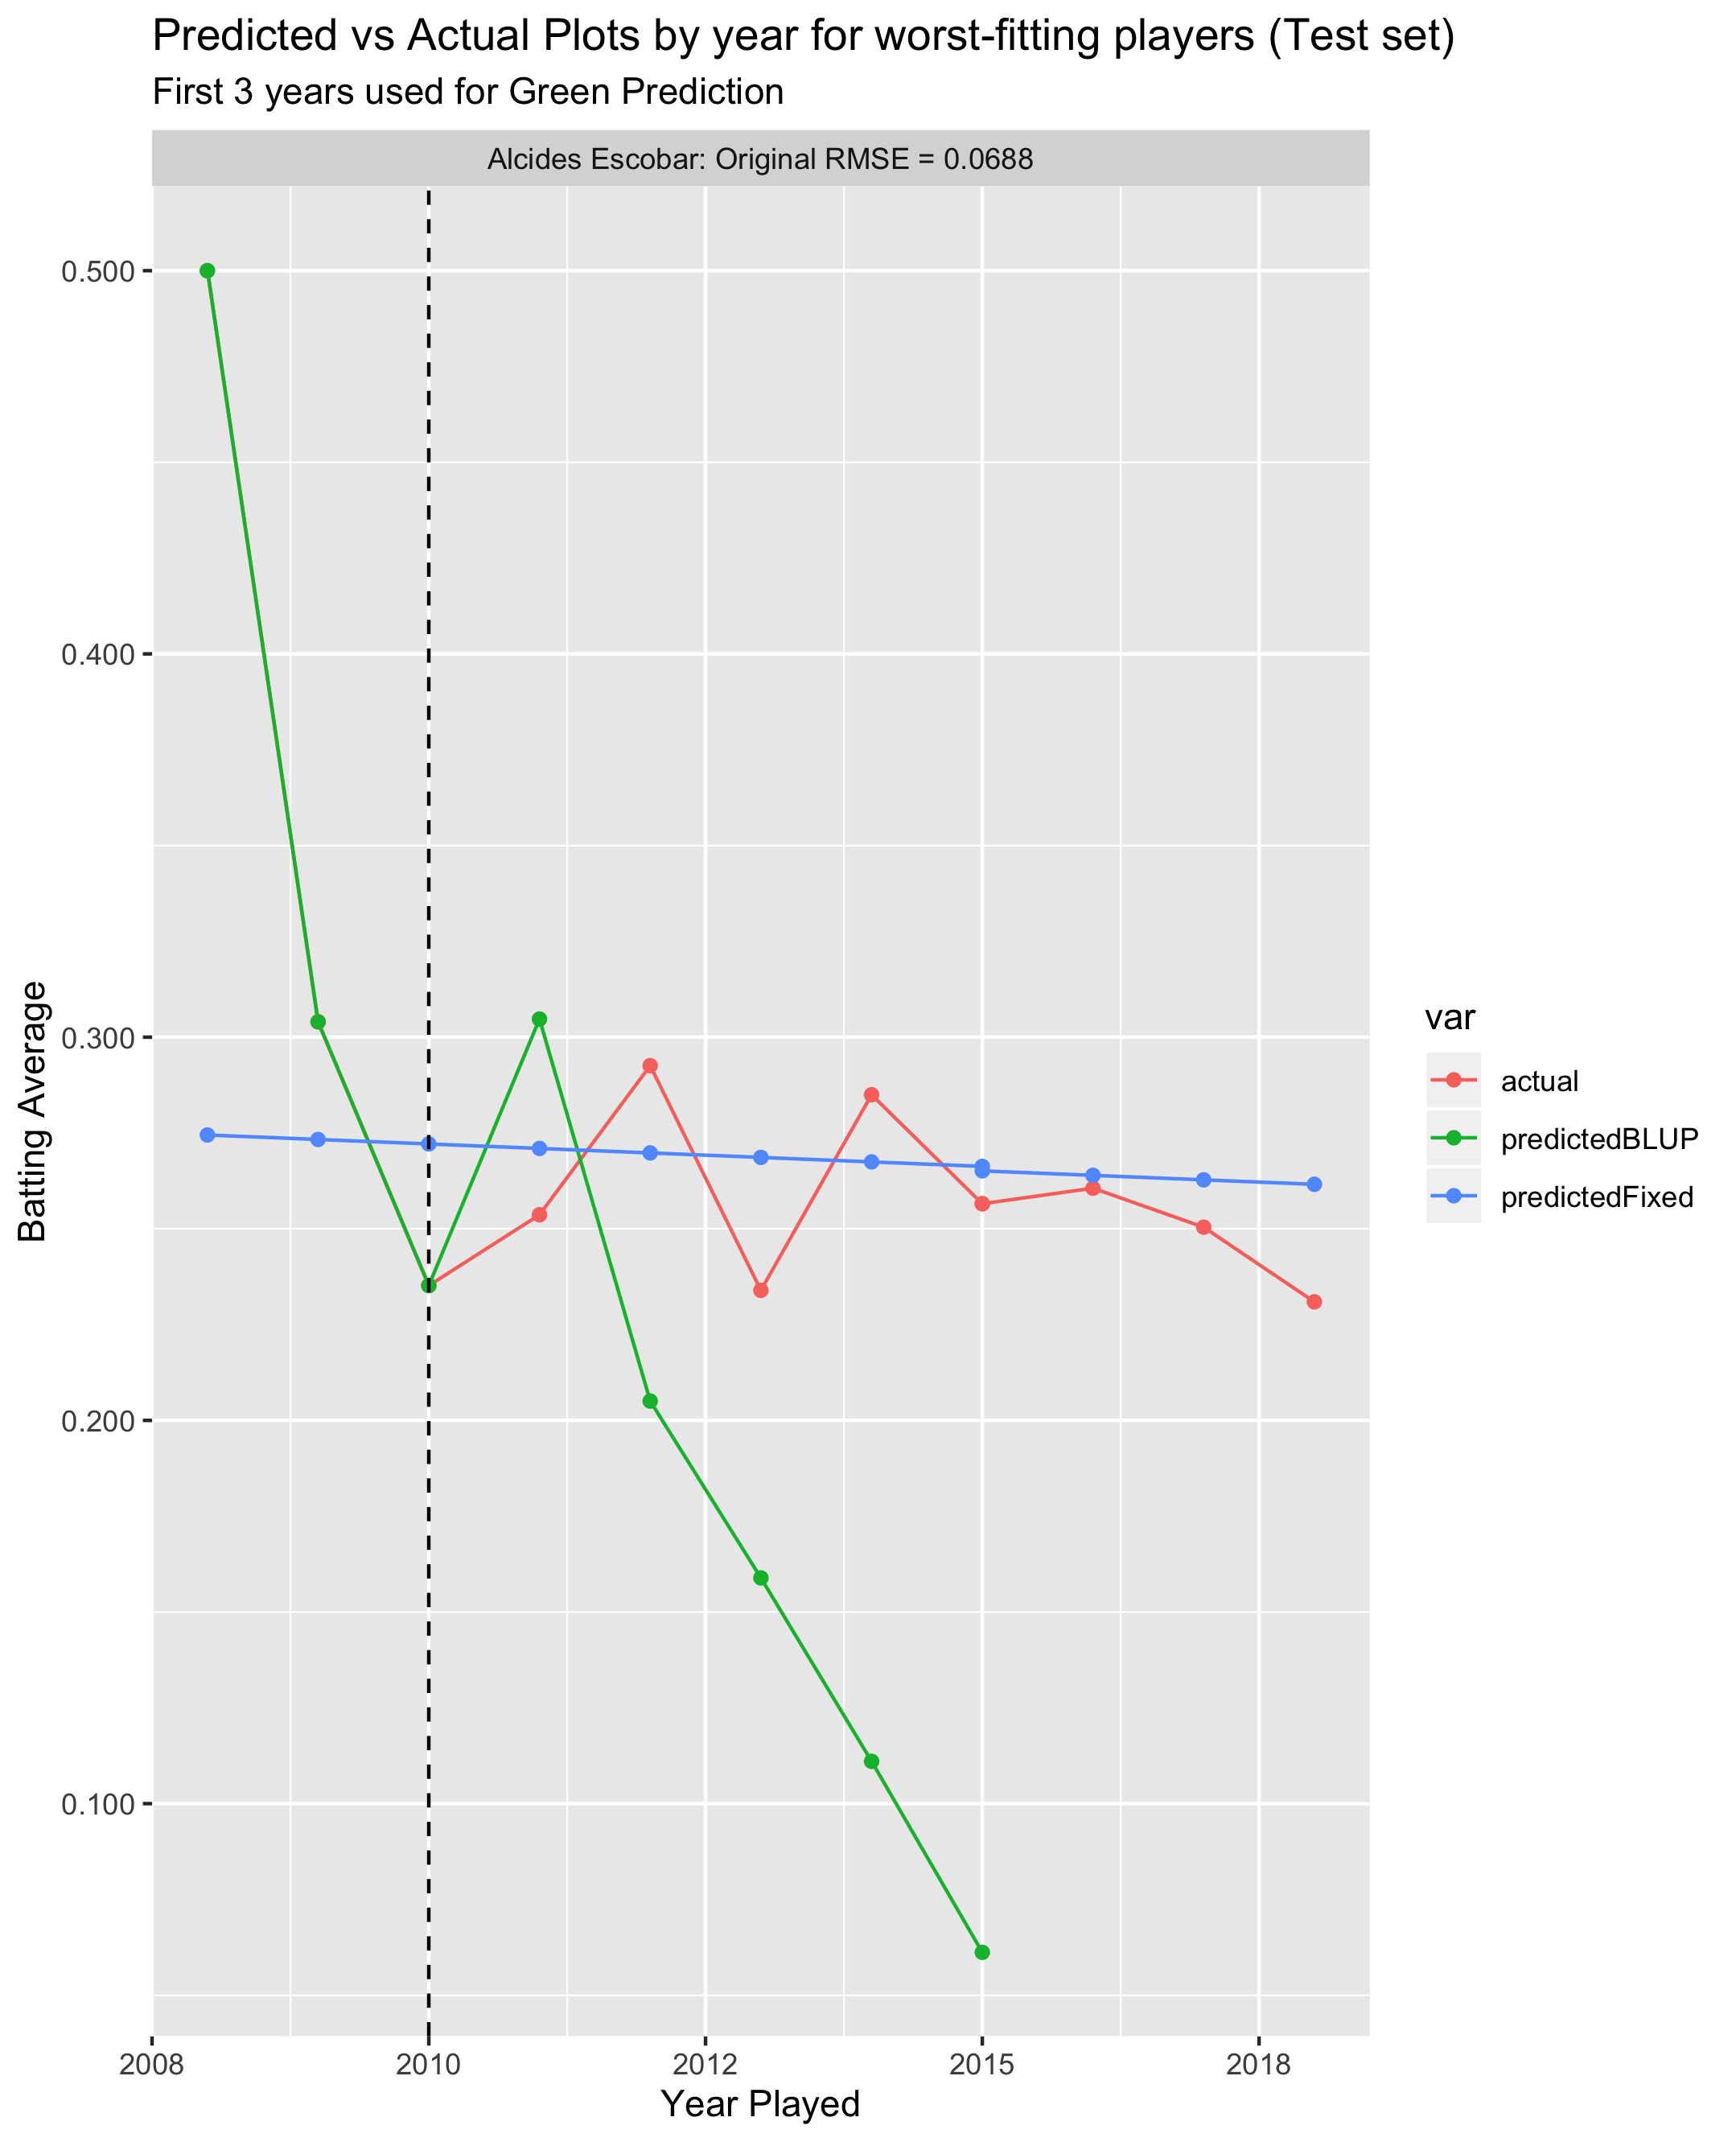 Predicted vs Actual Plots by year for worst-fitting players (Test set)
First 3 years used for Green Prediction
Alcides Escobar: Original RMSE = 0.0688
0.500
0.400
0.300
0.200
0.100
Batting Average
2008 2010 2012 2015 2018
Year Played
var
actual
predictedBLUP
predictedFixed